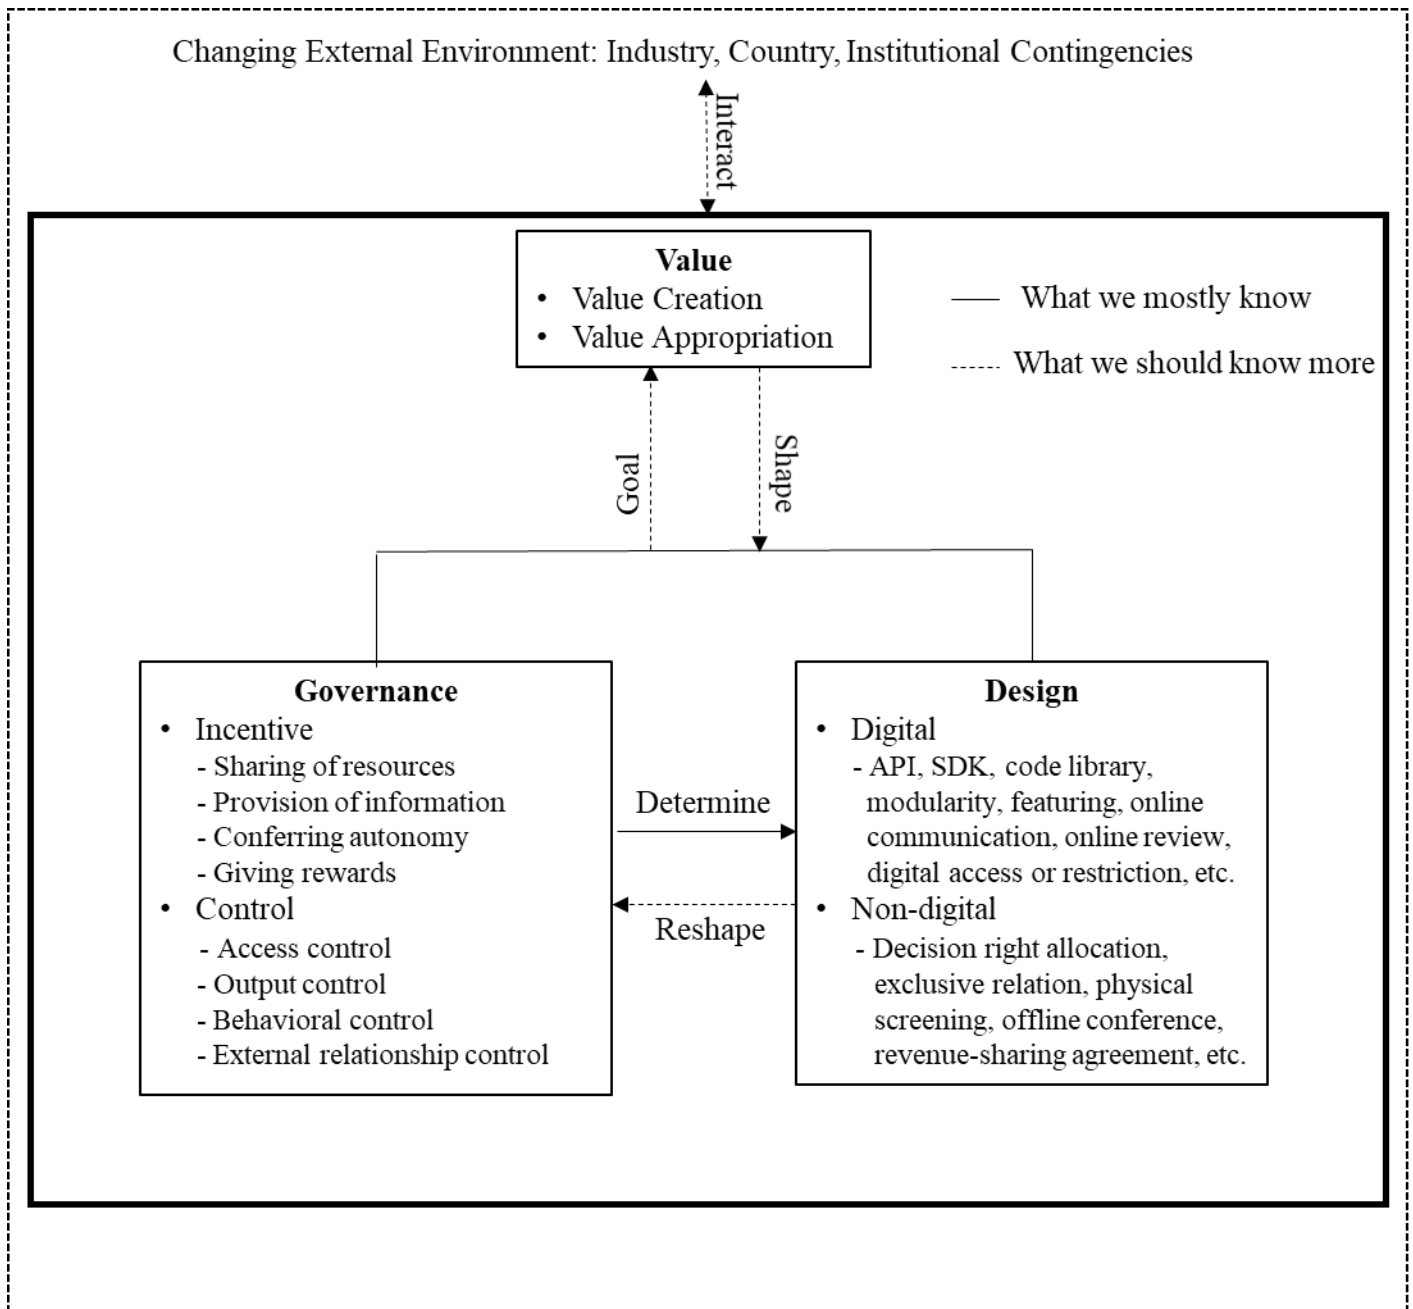 Changing External Environment: Industry, Country, Institutional Contingencies
Interact
Value
• Value Creation
• Value Appropriation
What we mostly know
What we should know more
Goal
Shape
Governance
• Incentive
- Sharing of resources
- Provision of information
- Conferring autonomy
- Giving rewards
• Control
- Access control
- Output control
- Behavioral control
- External relationship control
Determine
Reshape
Design
• Digital
- API, SDK, code library,
modularity, featuring, online
communication, online review,
digital access or restriction, etc.
• Non-digital
- Decision right allocation,
exclusive relation, physical
screening, offline conference,
revenue-sharing agreement, etc.